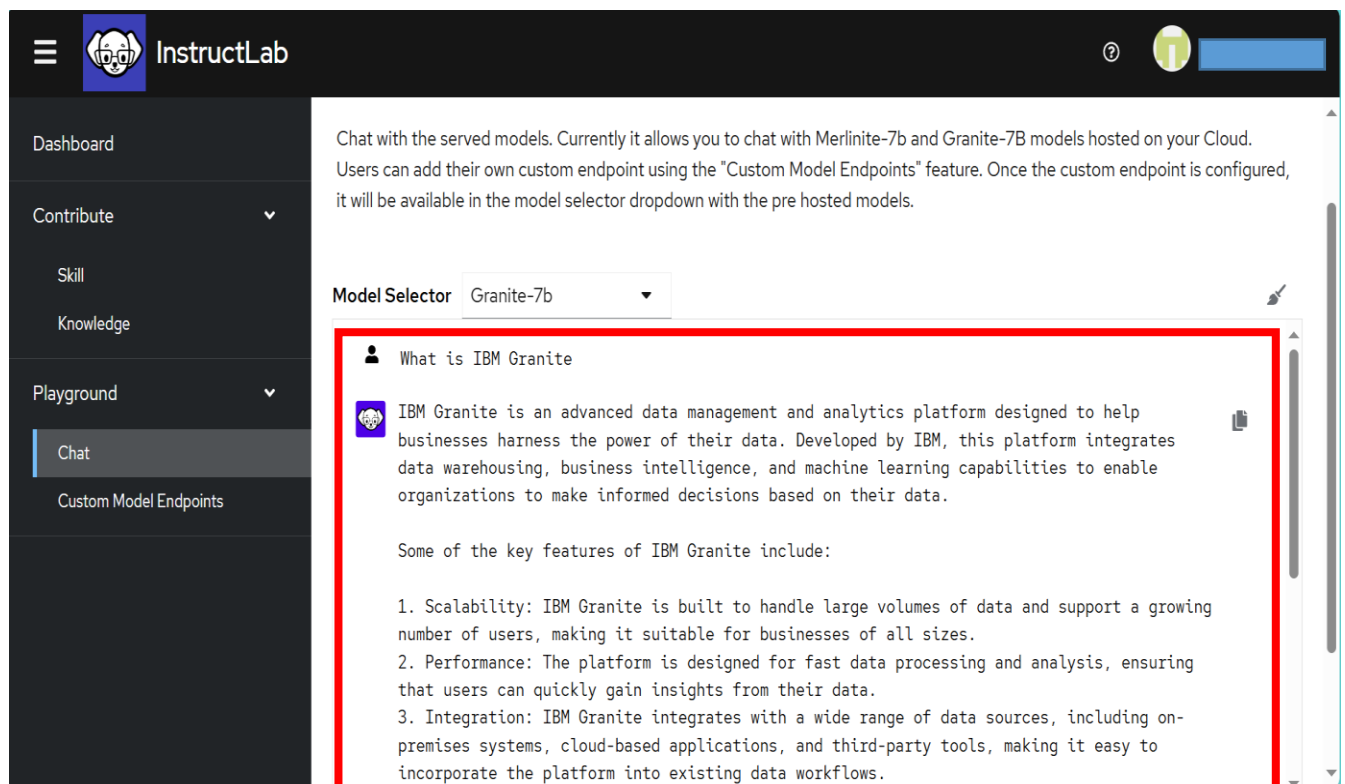 InstructLab
Dashboard
Contribute
Skill
Knowledge
Playground
Chat
Custom Model Endpoints
Chat with the served models. Currently it allows you to chat with Merlinite-7b and Granite-7B models hosted on your Cloud.
Users can add their own custom endpoint using the "Custom Model Endpoints" feature. Once the custom endpoint is configured,
it will be available in the model selector dropdown with the pre hosted models.
Model Selector Granite-7b
What is IBM Granite
IBM Granite is an advanced data management and analytics platform designed to help
businesses harness the power of their data. Developed by IBM, this platform integrates
data warehousing, business intelligence, and machine learning capabilities to enable
organizations to make informed decisions based on their data.
Some of the key features of IBM Granite include:
1. Scalability: IBM Granite is built to handle large volumes of data and support a growing
number of users, making it suitable for businesses of all sizes.
2. Performance: The platform is designed for fast data processing and analysis, ensuring
that users can quickly gain insights from their data.
3. Integration: IBM Granite integrates with a wide range of data sources, including on-
premises systems, cloud-based applications, and third-party tools, making it easy to
incorporate the platform into existing data workflows.